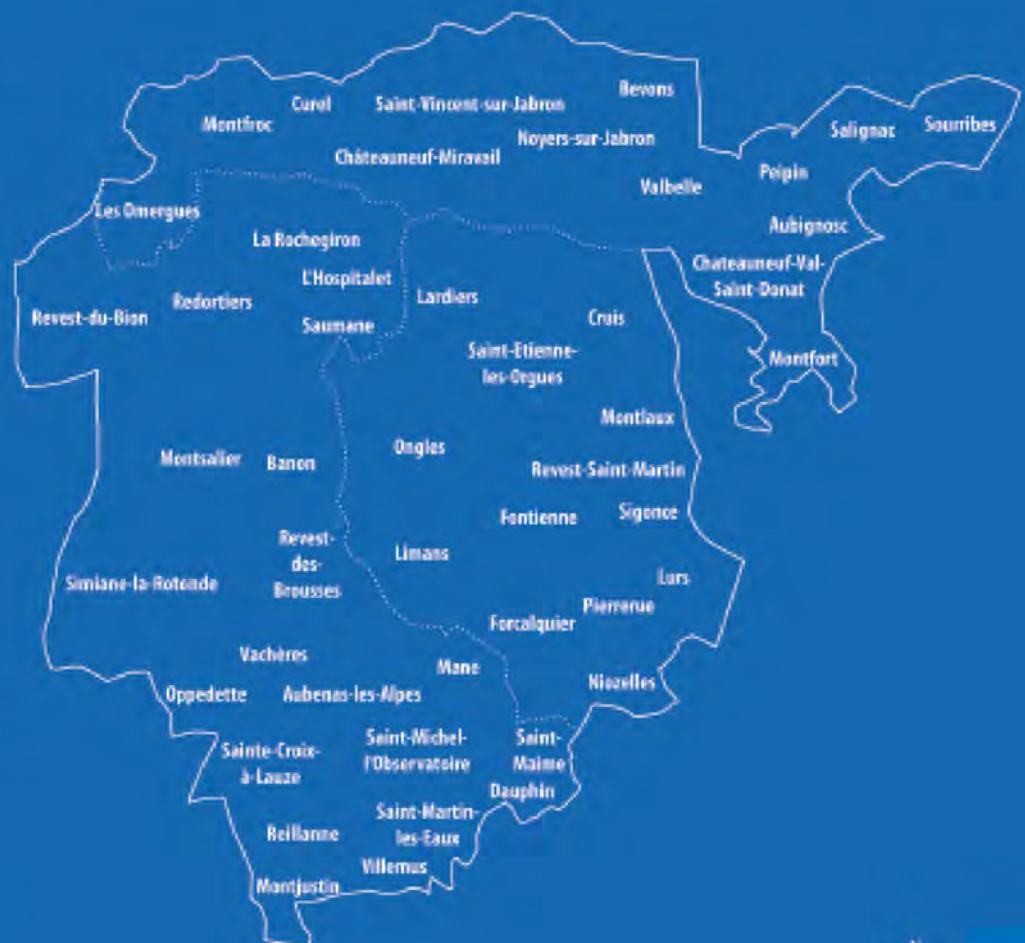 Bevons
Curel
Saint-Vincent-sur-Jabron
Montfroc
Noyers-sur-Jabron
Salignac
Sourribes
Châteauneuf-Miravail
Peipin
Valbelle
Les Omergues
Aubignosc
La Rochegiron
Chateauneuf-Val-
Saint-Donat
L'Hospitalet
Redortiers
Lardiers
Revest-du-Bion
Saumane
Cruis
Saint-Etienne-
les-Orgues
Montfort
Montlaux
Ongles
Montsalier
Banon
Revest-Saint-Martin
Fontienne
Sigonce
Revest-
des-
Brousses
Limans
Simiane-la-Rotonde
Lurs
Pierrerue
Forcalquier
Vachères
Mane
Niozelles
Oppedette
Aubenas-les-Alpes
Sainte-Croix-
à-Lauze
Saint-Michel-
l'Observatoire
Saint-
Maime
Dauphin
Saint-Martin-
les-Eaux
Reillanne
Villemus
Montjustin